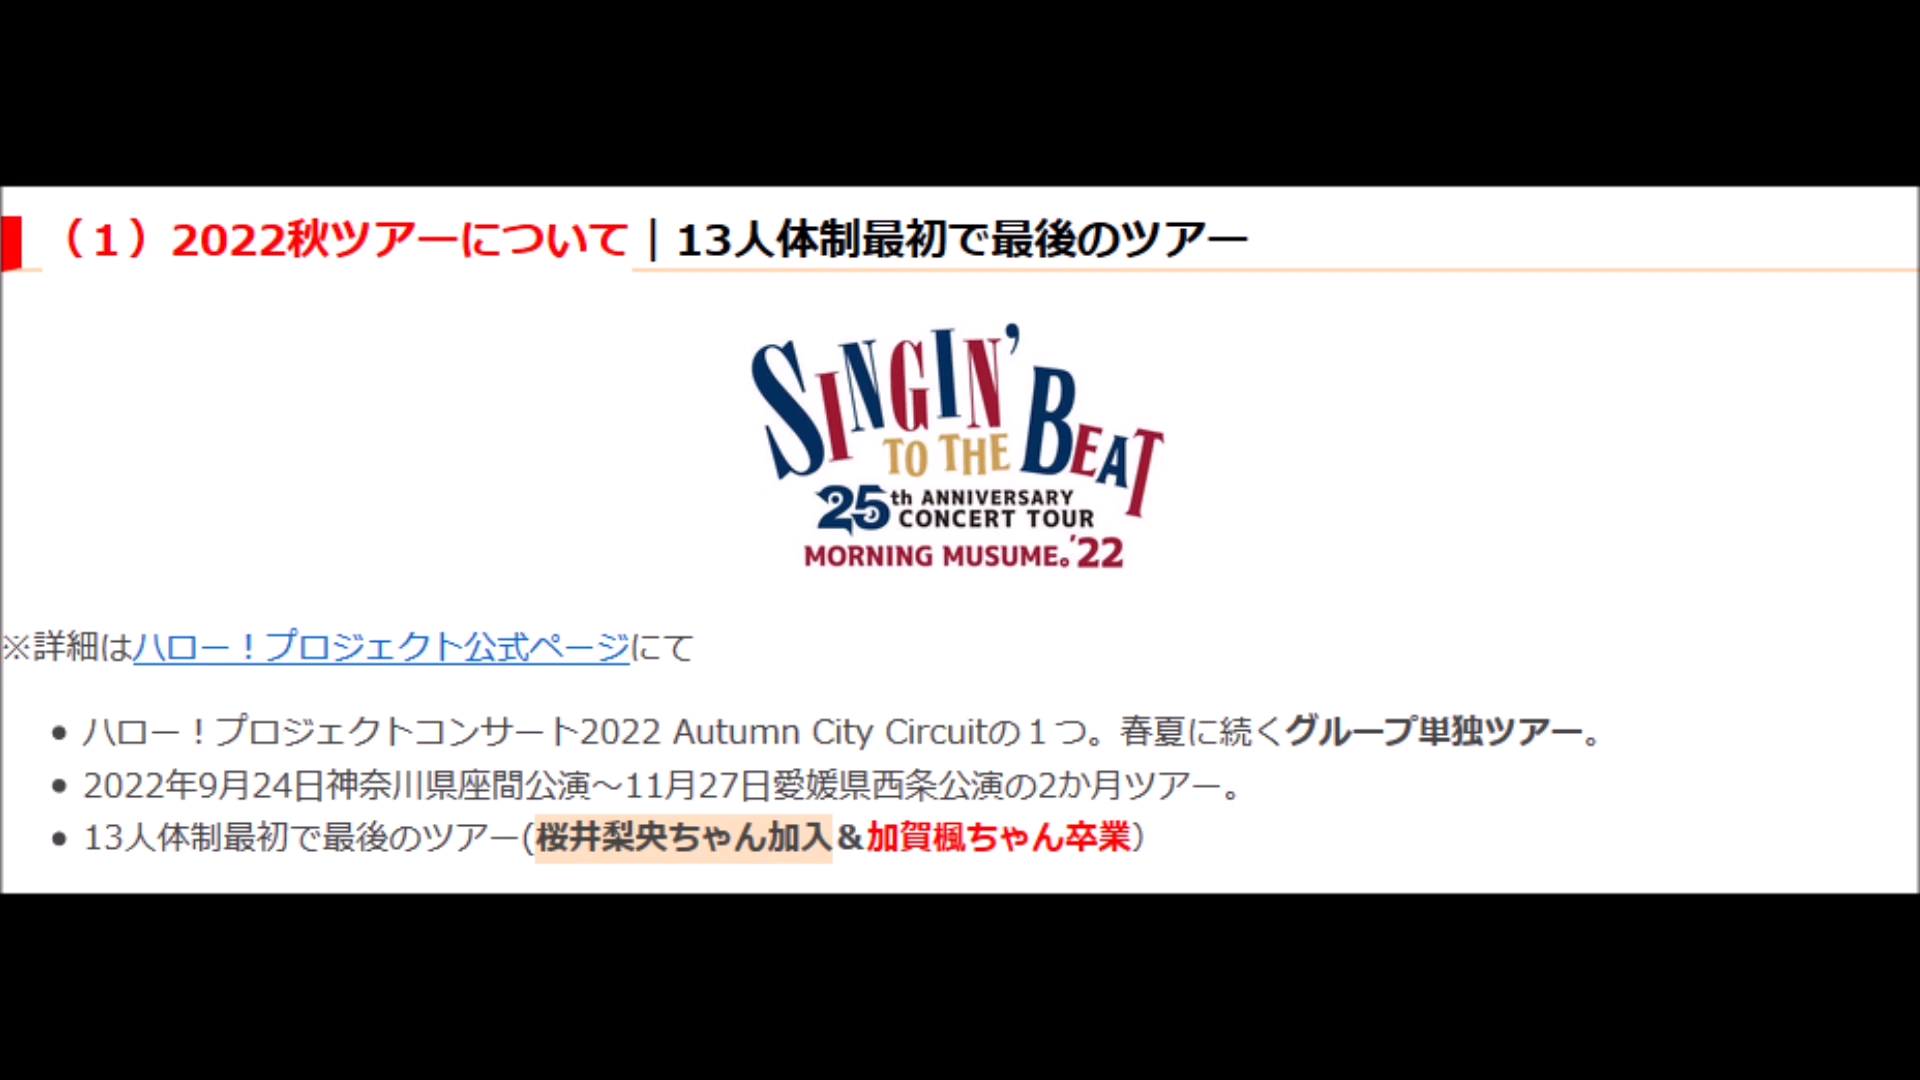 （１）2022秋ツアーについて｜13人体制最初で最後のツアー
SINGIN'
TO THE BEAT
25th ANNIVERSARY
CONCERT TOUR
MORNING MUSUME。'22
※詳細はハロー！プロジェクト公式ページにて
• ハロー！プロジェクトコンサート2022 Autumn City Circuitの１つ。春夏に続くグループ単独ツアー。
• 2022年9月24日神奈川県座間公演～11月27日愛媛県西条公演の2か月ツアー。
• 13人体制最初で最後のツアー(桜井梨央ちゃん加入＆加賀楓ちゃん卒業）